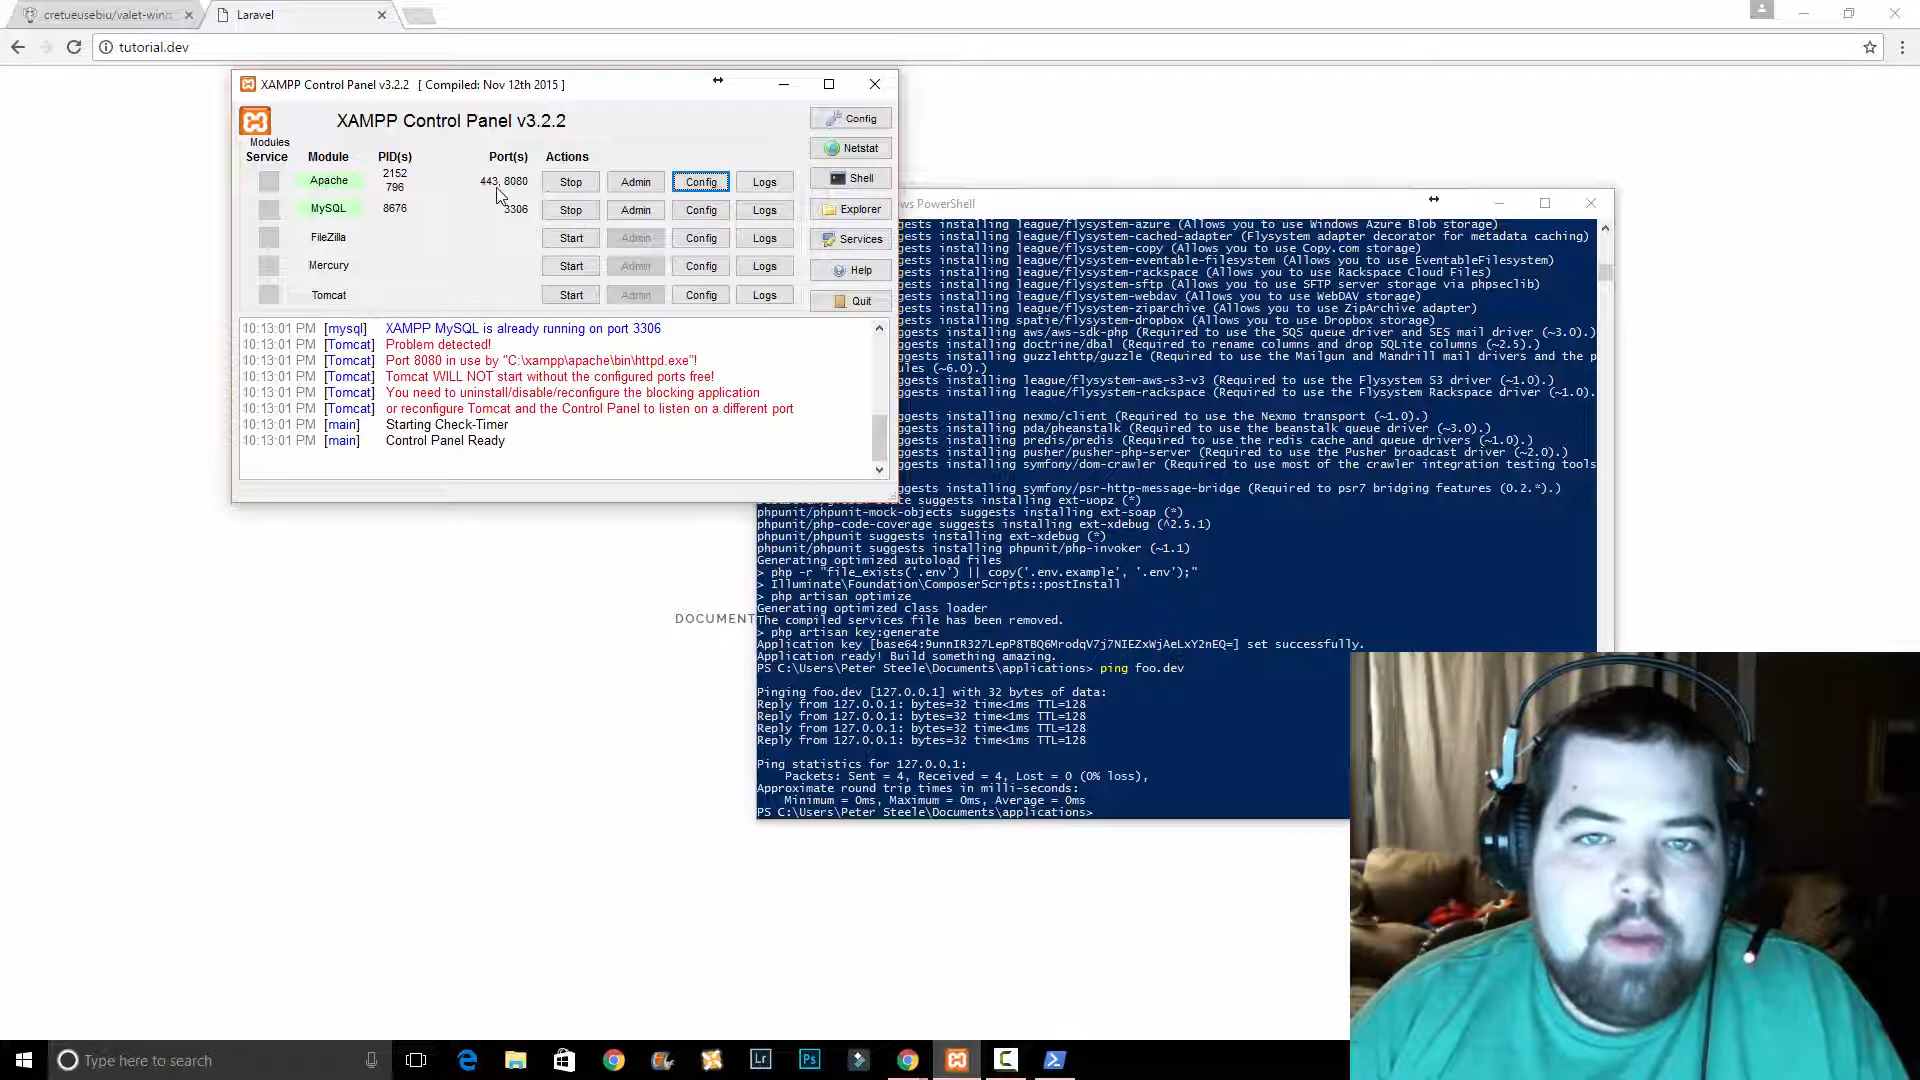 cretueusebiu/valet-wind
Laravel
tutorial.dev
XAMPP Control Panel v3.2.2 [ Compiled: Nov 12th 2015 ]
XAMPP Control Panel v3.2.2
Modules
Service Module PID(s) Port(s) Actions
Apache 2152 796 443, 8080 Stop Admin Config Logs
MySQL 8676 3306 Stop Admin Config Logs
FileZilla Start Admin Config Logs
Mercury Start Admin Config Logs
Tomcat Start Admin Config Logs
Config
Netstat
Shell
Explorer
Services
Help
Quit
10:13:01 PM [mysql] XAMPP MySQL is already running on port 3306
10:13:01 PM [Tomcat] Problem detected!
10:13:01 PM [Tomcat] Port 8080 in use by "C:\xampp\apache\bin\httpd.exe"!
10:13:01 PM [Tomcat] Tomcat WILL NOT start without the configured ports free!
10:13:01 PM [Tomcat] You need to uninstall/disable/reconfigure the blocking application
10:13:01 PM [Tomcat] or reconfigure Tomcat and the Control Panel to listen on a different port
10:13:01 PM [main] Starting Check-Timer
10:13:01 PM [main] Control Panel Ready
DOCUMENT
ws PowerShell
gests installing league/flysystem-azure (Allows you to use Windows Azure Blob storage)
gests installing league/flysystem-cached-adapter (Flysystem adapter decorator for metadata caching)
gests installing league/flysystem-copy (Allows you to use Copy.com storage)
gests installing league/flysystem-eventable-filesystem (Allows you to use EventableFilesystem)
gests installing league/flysystem-rackspace (Allows you to use Rackspace Cloud Files)
gests installing league/flysystem-sftp (Allows you to use SFTP server storage via phpseclib)
gests installing league/flysystem-webdav (Allows you to use WebDAV storage)
gests installing league/flysystem-ziparchive (Allows you to use ZipArchive adapter)
gests installing spatie/flysystem-dropbox (Allows you to use Dropbox storage)
gests installing aws/aws-sdk-php (Required to use the SQS queue driver and SES mail driver (~3.0).)
gests installing doctrine/dbal (Required to rename columns and drop SQLite columns (~2.5).)
gests installing guzzlehttp/guzzle (Required to use the Mailgun and Mandrill mail drivers and the p
ules (~6.0).)
gests installing league/flysystem-aws-s3-v3 (Required to use the Flysystem S3 driver (~1.0).)
gests installing league/flysystem-rackspace (Required to use the Flysystem Rackspace driver (~1.0).
gests installing nexmo/client (Required to use the Nexmo transport (~1.0).)
gests installing pda/pheanstalk (Required to use the beanstalk queue driver (~3.0).)
gests installing predis/predis (Required to use the redis cache and queue drivers (~1.0).)
gests installing pusher/pusher-php-server (Required to use the Pusher broadcast driver (~2.0).)
gests installing symfony/dom-crawler (Required to use most of the crawler integration testing tools
gests installing symfony/psr-http-message-bridge (Required to psr7 bridging features (0.2.*).)
suggests installing ext-uopz (*)
phpunit/phpunit-mock-objects suggests installing ext-soap (*)
phpunit/php-code-coverage suggests installing ext-xdebug (^2.5.1)
phpunit/phpunit suggests installing ext-xdebug (*)
phpunit/phpunit suggests installing phpunit/php-invoker (~1.1)
Generating optimized autoload files
> php -r "file_exists('.env') || copy('.env.example', '.env');"
> Illuminate\Foundation\ComposerScripts::postInstall
> php artisan optimize
Generating optimized class loader
The compiled services file has been removed.
> php artisan key:generate
Application key [base64:9unnIR327LepP8TBQ6MrodqV7j7NIEZxWjAeLxY2nEQ=] set successfully.
Application ready! Build something amazing.
PS C:\Users\Peter Steele\Documents\applications> ping foo.dev
Pinging foo.dev [127.0.0.1] with 32 bytes of data:
Reply from 127.0.0.1: bytes=32 time<1ms TTL=128
Reply from 127.0.0.1: bytes=32 time<1ms TTL=128
Reply from 127.0.0.1: bytes=32 time<1ms TTL=128
Reply from 127.0.0.1: bytes=32 time<1ms TTL=128
Ping statistics for 127.0.0.1:
Packets: Sent = 4, Received = 4, Lost = 0 (0% loss),
Approximate round trip times in milli-seconds:
Minimum = 0ms, Maximum = 0ms, Average = 0ms
PS C:\Users\Peter Steele\Documents\applications>
Type here to search
Lr
Ps